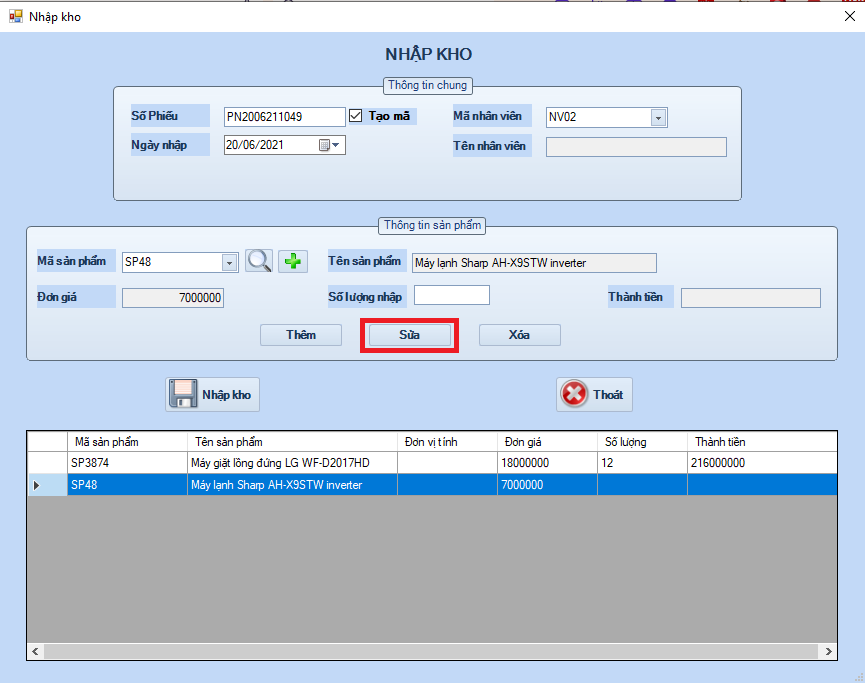 Nhập kho
NHẬP KHO
Thông tin chung
Số Phiếu PN2006211049 Tạo mã Mã nhân viên NV02
Ngày nhập 20/06/2021 Tên nhân viên
Thông tin sản phẩm
Mã sản phẩm SP48 Tên sản phẩm Máy lạnh Sharp AH-X9STW inverter
Đơn giá 7000000 Số lượng nhập Thành tiền
Thêm Sửa Xóa
Nhập kho Thoát
Mã sản phẩm Tên sản phẩm Đơn vị tính Đơn giá Số lượng Thành tiền
SP3874 Máy giặt lồng đứng LG WF-D2017HD 18000000 12 216000000
SP48 Máy lạnh Sharp AH-X9STW inverter 7000000